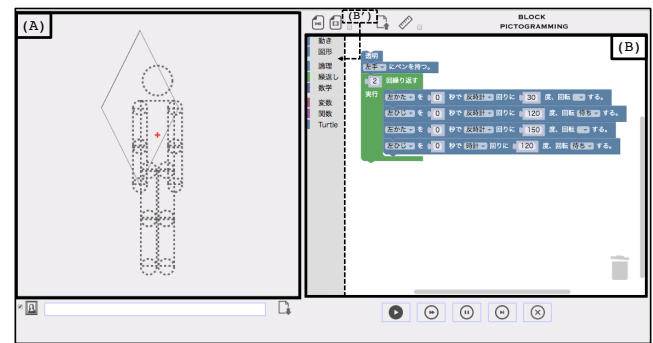 (A)
(B')
BLOCK
PICTOGRAMMING
(B)
動き
図形
論理
繰返し
数学
変数
関数
Turtle
透明
左手 にペンを持つ。
2 回繰り返す
実行
左かた を 0 秒で 反時計 回りに 30 度、回転 - する。
左ひじ を 0 秒で 反時計 回りに 120 度、回転 待ち する。
左かた を 0 秒で 反時計 回りに 150 度、回転 - する。
左ひじ を 0 秒で 時計 回りに 120 度、回転 待ち する。